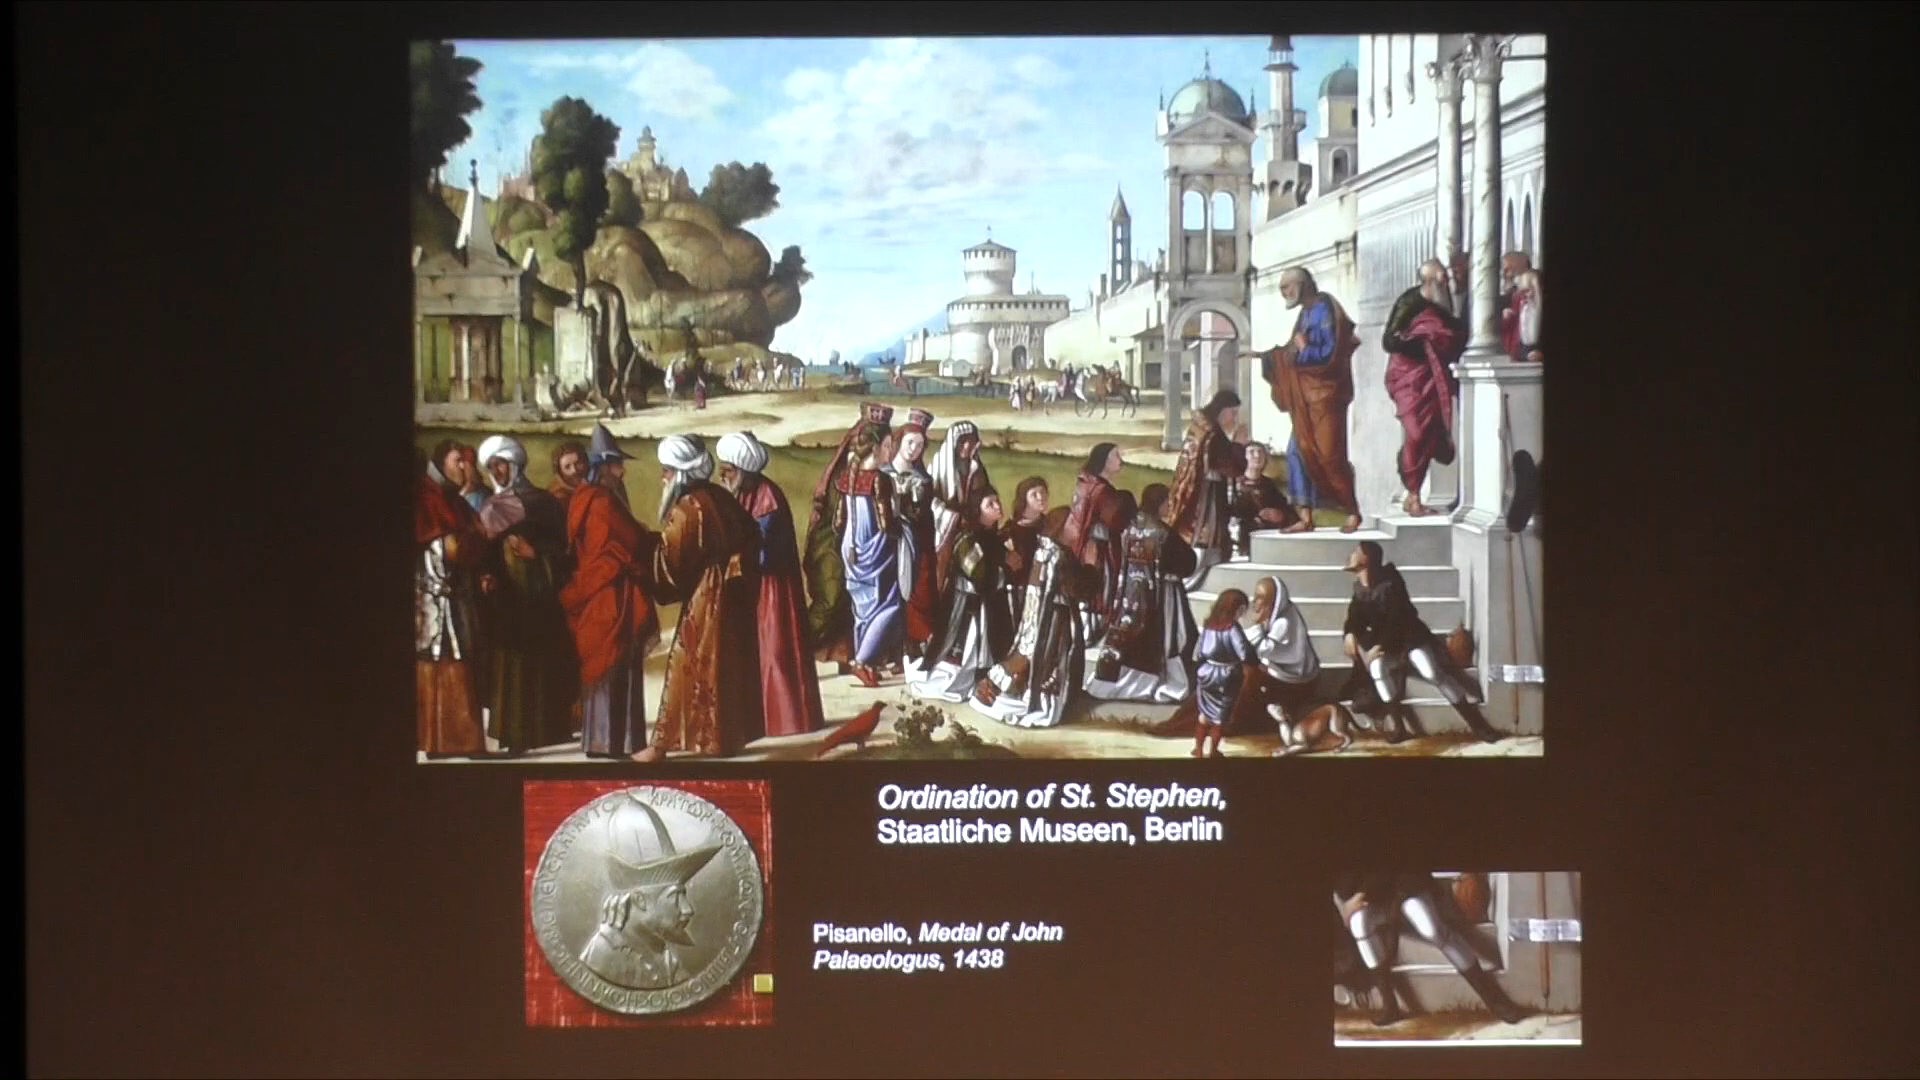 Ordination of St. Stephen,
Staatliche Museen, Berlin
Pisanello, Medal of John
Palaeologus, 1438